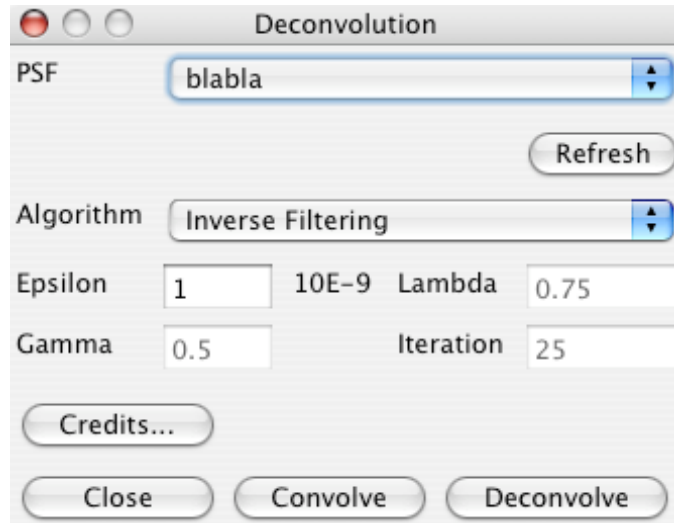 Deconvolution
PSF blabla
Refresh
Algorithm Inverse Filtering
Epsilon 1 10E-9 Lambda 0.75
Gamma 0.5 Iteration 25
Credits...
Close Convolve Deconvolve